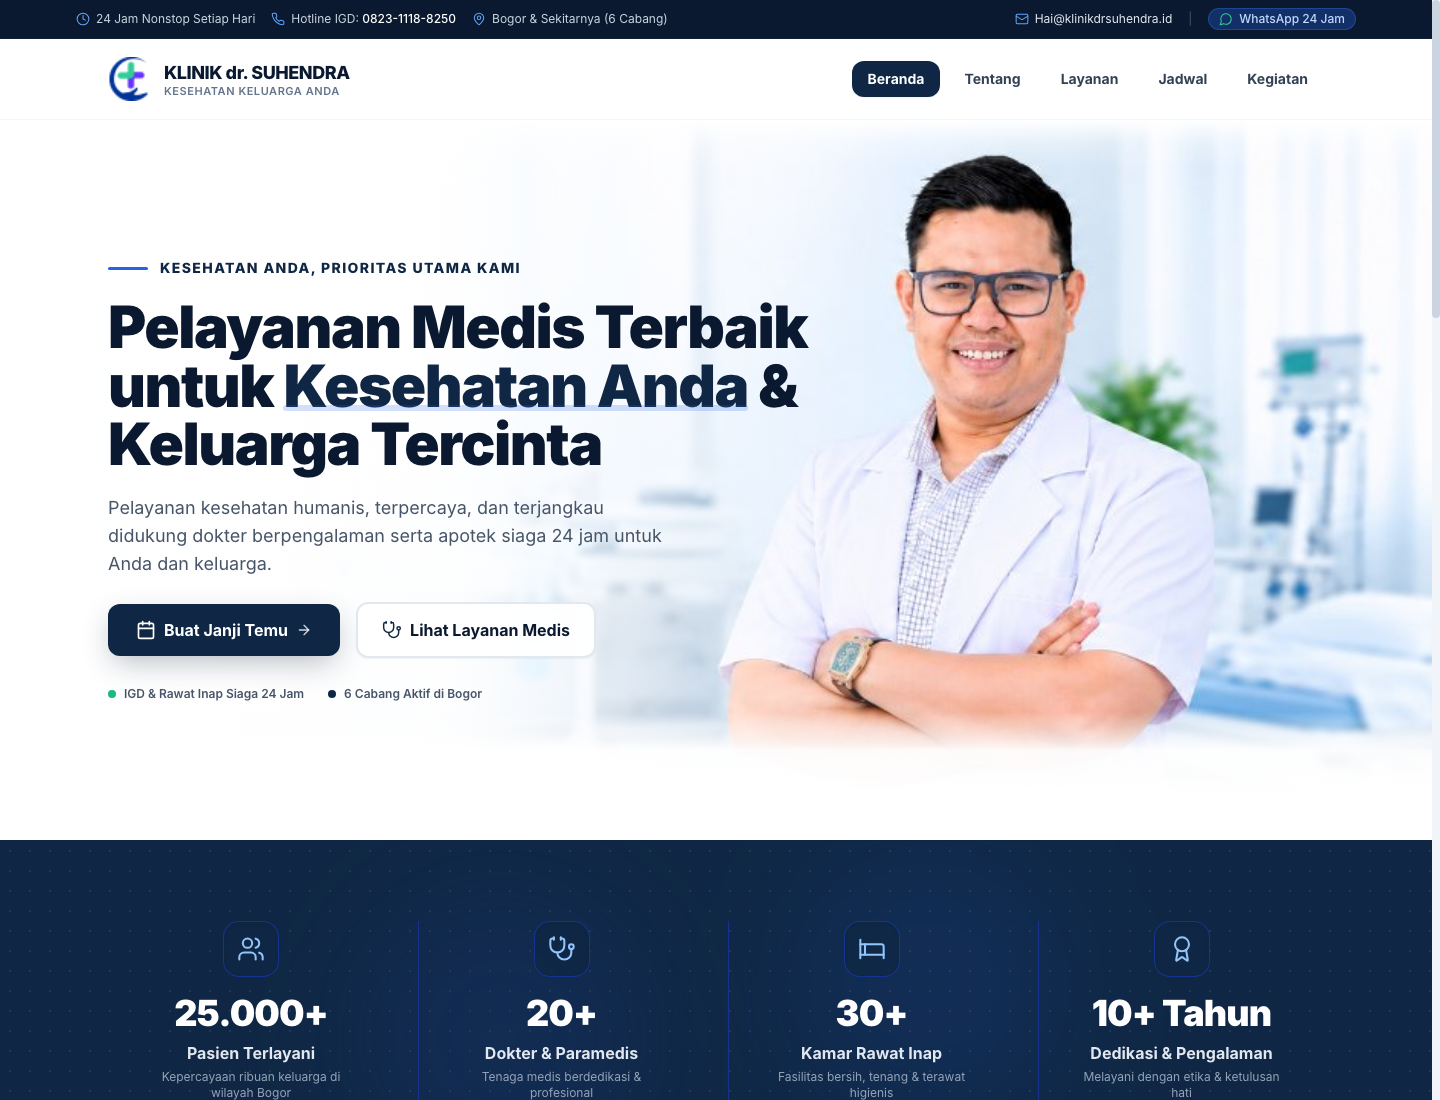 24 Jam Nonstop Setiap Hari
Hotline IGD: 0823-1118-8250
Bogor & Sekitarnya (6 Cabang)
Hai@klinikdrsuhendra.id
WhatsApp 24 Jam
KLINIK dr. SUHENDRA
KESEHATAN KELUARGA ANDA
Beranda
Tentang
Layanan
Jadwal
Kegiatan
KESEHATAN ANDA, PRIORITAS UTAMA KAMI
Pelayanan Medis Terbaik
untuk Kesehatan Anda &
Keluarga Tercinta
Pelayanan kesehatan humanis, terpercaya, dan terjangkau
didukung dokter berpengalaman serta apotek siaga 24 jam untuk
Anda dan keluarga.
Buat Janji Temu
Lihat Layanan Medis
IGD & Rawat Inap Siaga 24 Jam
6 Cabang Aktif di Bogor
25.000+
Pasien Terlayani
Kepercayaan ribuan keluarga di
wilayah Bogor
20+
Dokter & Paramedis
Tenaga medis berdedikasi &
profesional
30+
Kamar Rawat Inap
Fasilitas bersih, tenang & terawat
higienis
10+ Tahun
Dedikasi & Pengalaman
Melayani dengan etika & ketulusan
hati